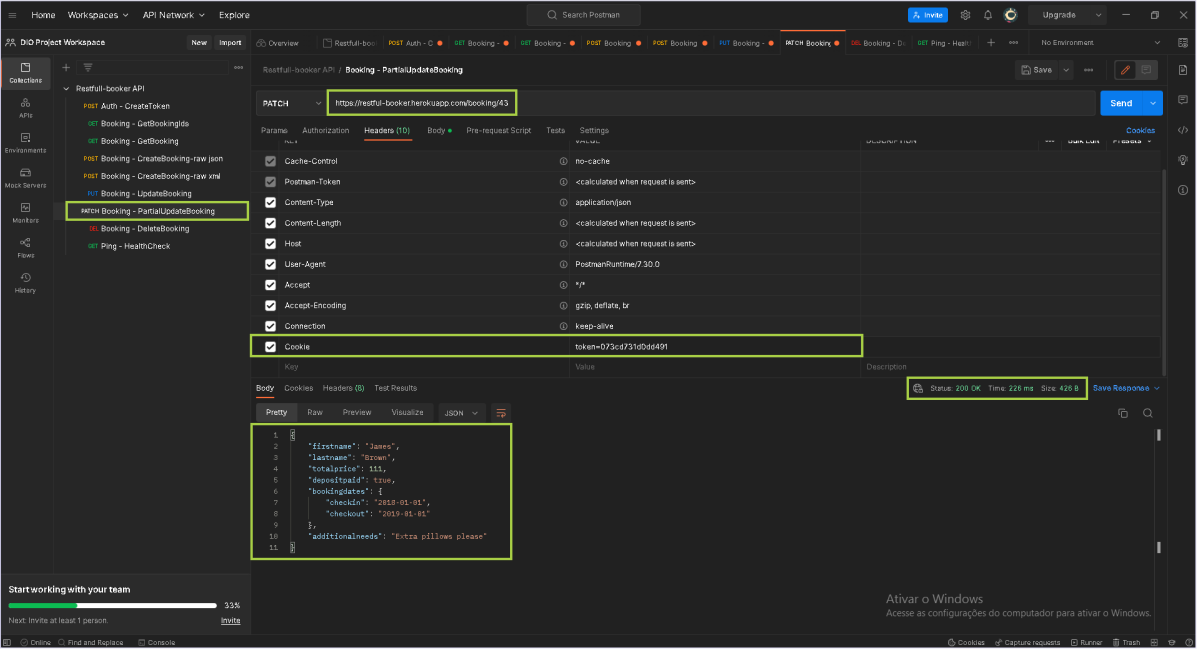 Home Workspaces API Network Explore Search Postman Invite Upgrade
DIO Project Workspace New Import Overview Restfull-boo POST Auth - C GET Booking - GET Booking - POST Booking POST Booking PUT Booking - PATCH Booking DEL Booking - De GET Ping - Healt No Environment
Collections
APIs
Environments
Mock Servers
Monitors
Flows
History
Restfull-booker API
POST Auth - CreateToken
GET Booking - GetBookingIds
GET Booking - GetBooking
POST Booking - CreateBooking-raw json
POST Booking - CreateBooking-raw xml
PUT Booking - UpdateBooking
PATCH Booking - PartialUpdateBooking
DEL Booking - DeleteBooking
GET Ping - HealthCheck
Restfull-booker API / Booking - PartialUpdateBooking Save
PATCH https://restful-booker.herokuapp.com/booking/43 Send
Params Authorization Headers (10) Body Pre-request Script Tests Settings Cookies
KEY VALUE DESCRIPTION Bulk Edit Presets
Cache-Control no-cache
Postman-Token <calculated when request is sent>
Content-Type application/json
Content-Length <calculated when request is sent>
Host <calculated when request is sent>
User-Agent PostmanRuntime/7.30.0
Accept */*
Accept-Encoding gzip, deflate, br
Connection keep-alive
Cookie token=073cd731d0dd491
Key Value Description
Body Cookies Headers (8) Test Results Status: 200 OK Time: 226 ms Size: 426 B Save Response
Pretty Raw Preview Visualize JSON
1 {
2 "firstname": "James",
3 "lastname": "Brown",
4 "totalprice": 111,
5 "depositpaid": true,
6 "bookingdates": {
7 "checkin": "2018-01-01",
8 "checkout": "2019-01-01"
9 },
10 "additionalneeds": "Extra pillows please"
11 }
Start working with your team
33%
Next: Invite at least 1 person. Invite
Ativar o Windows
Acesse as configurações do computador para ativar o Windows.
Online Find and Replace Console Cookies Capture requests Runner Trash